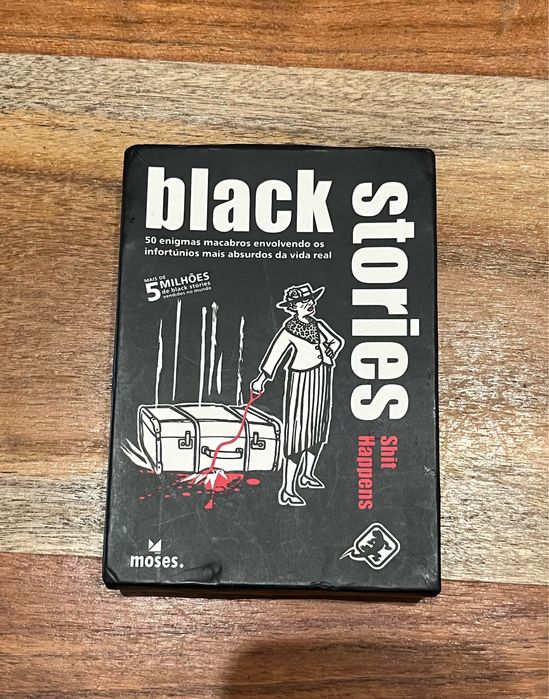 black
stories
50 enigmas macabros envolvendo os
infortúnios mais absurdos da vida real
MAIS DE
5 MILHÕES
de black stories
vendidos no mundo
Shit
Happens
moses.